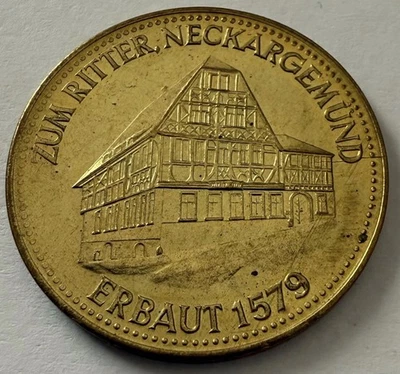 ZUM RITTER, NECKARGEMÜND
ERBAUT 1579